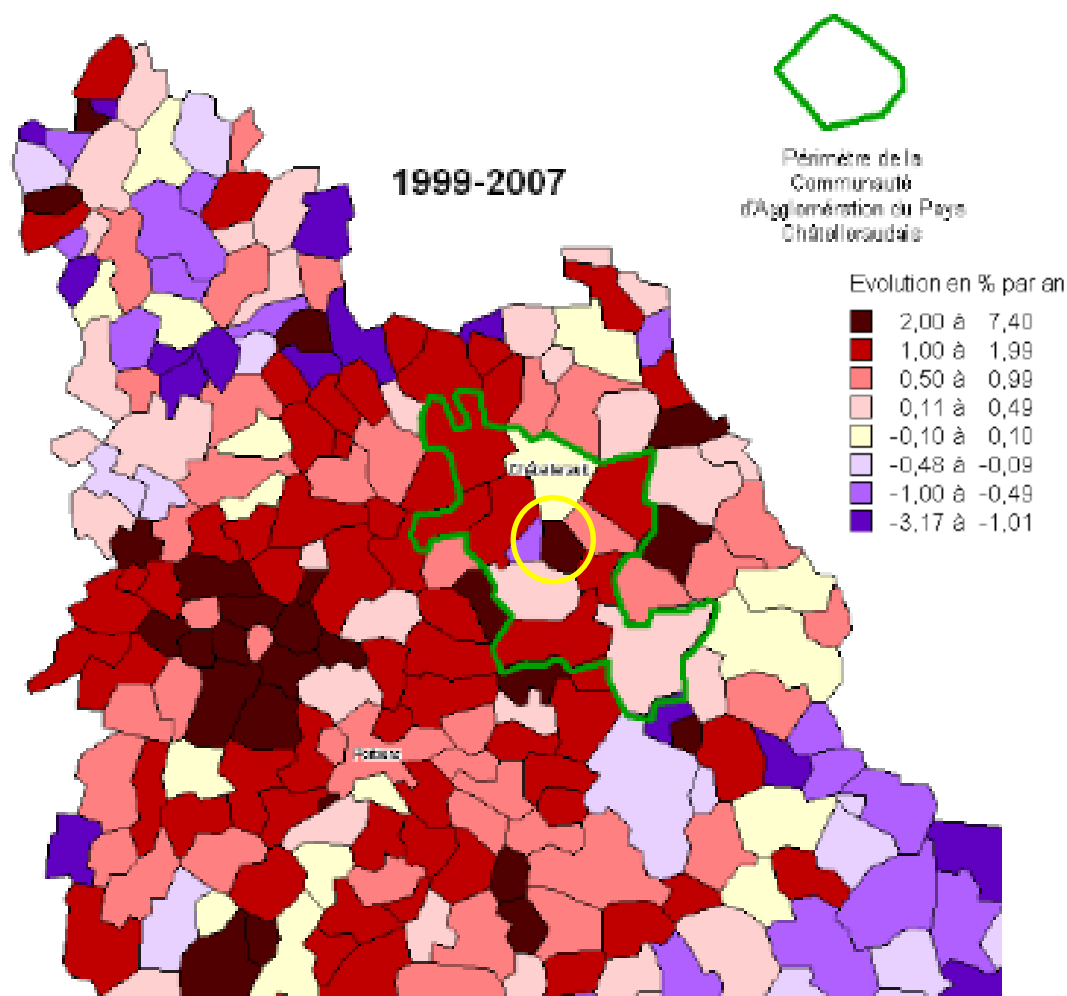 1999-2007
Périmètre de la
Communauté
d'Agglomération du Pays
Châtelleraudais
Evolution en % par an
2,00 à 7,40
1,00 à 1,99
0,50 à 0,99
0,11 à 0,49
-0,10 à 0,10
-0,48 à -0,09
-1,00 à -0,49
-3,17 à -1,01
Châtellerault
Poitiers